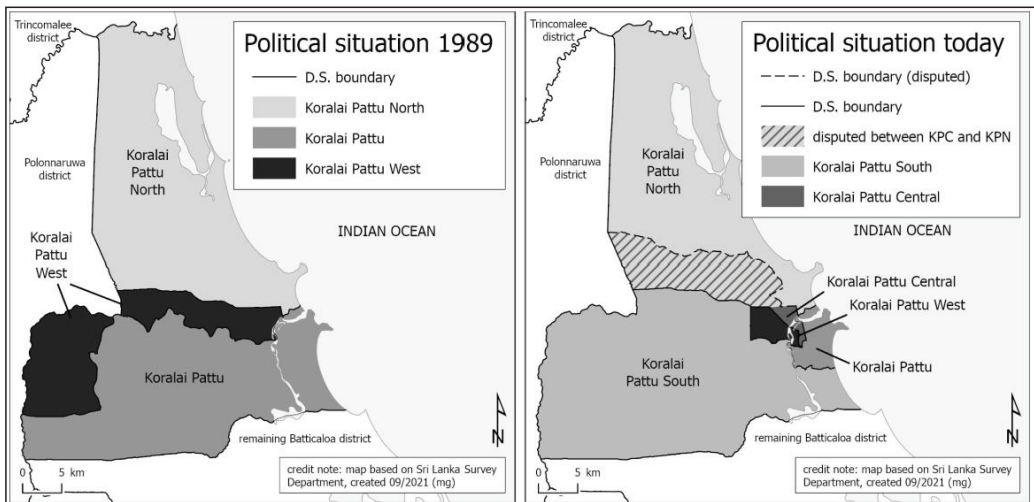 Trincomalee
district
Political situation 1989
D.S. boundary
Koralai Pattu North
Koralai Pattu
Koralai Pattu West
Polonnaruwa
district
Koralai
Pattu
North
Koralai
Pattu
West
INDIAN OCEAN
Koralai Pattu
remaining Batticaloa district
N
0 5 km
credit note: map based on Sri Lanka Survey
Department, created 09/2021 (mg)
Trincomalee
district
Political situation today
D.S. boundary (disputed)
D.S. boundary
disputed between KPC and KPN
Koralai Pattu South
Koralai Pattu Central
Polonnaruwa
district
Koralai
Pattu
North
INDIAN OCEAN
Koralai Pattu Central
Koralai Pattu West
Koralai Pattu
Koralai
Pattu South
remaining Batticaloa district
N
0 5 km
credit note: map based on Sri Lanka Survey
Department, created 09/2021 (mg)